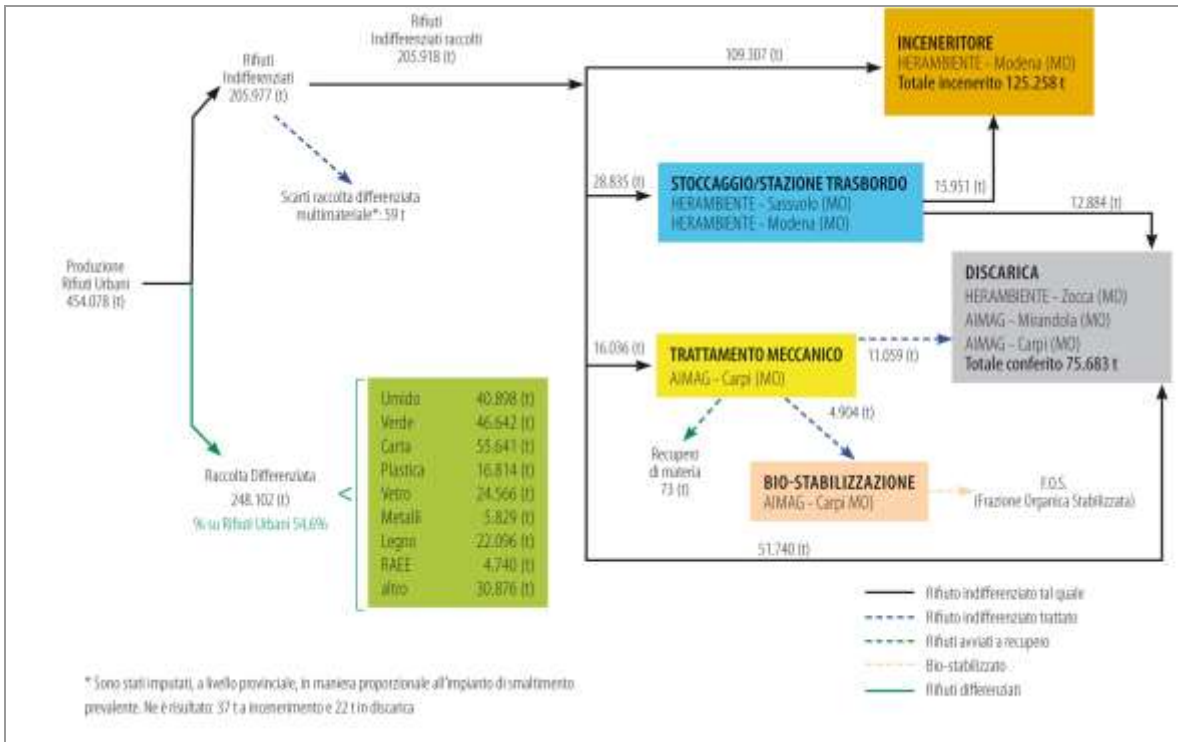 Rifiuti
Indifferenziati raccolti
205.918 (t)
Rifiuti
Indifferenziati
205.977 (t)
109.307 (t)
INCENERITORE
HERAMBIENTE - Modena (MO)
Totale incenerito 125.258 t
Scarti raccolta differenziata
multimateriale*: 59 t
28.835 (t)
STOCCAGGIO/STAZIONE TRASBORDO
HERAMBIENTE - Sassuolo (MO)
HERAMBIENTE - Modena (MO)
15.951 (t)
12.884 (t)
Produzione
Rifiuti Urbani
454.078 (t)
DISCARICA
HERAMBIENTE - Zocca (MO)
AIMAG - Mirandola (MO)
AIMAG - Carpi (MO)
Totale conferito 75.683 t
16.036 (t)
TRATTAMENTO MECCANICO
AIMAG - Carpi (MO)
11.059 (t)
4.904 (t)
Recupero
di materia
73 (t)
BIO-STABILIZZAZIONE
AIMAG - Carpi MO)
F.O.S.
(Frazione Organica Stabilizzata)
51.740 (t)
Raccolta Differenziata
248.102 (t)
% su Rifiuti Urbani 54,6%
Umido 40.898 (t)
Verde 46.642 (t)
Carta 55.641 (t)
Plastica 16.814 (t)
Vetro 24.566 (t)
Metalli 5.829 (t)
Legno 22.096 (t)
RAEE 4.740 (t)
altro 30.876 (t)
Rifiuto indifferenziato tal quale
Rifiuto indifferenziato trattato
Rifiuti avviati a recupero
Bio-stabilizzato
Rifiuti differenziati
* Sono stati imputati, a livello provinciale, in maniera proporzionale all'impianto di smaltimento
prevalente. Ne è risultato: 37 t a incenerimento e 22 t in discarica